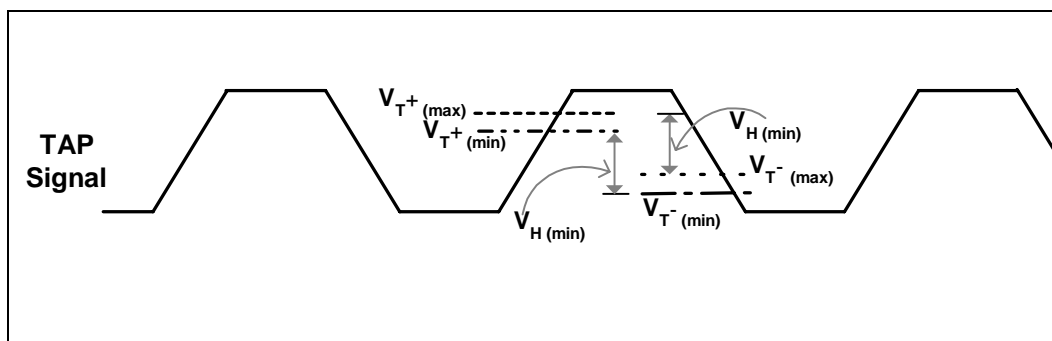 TAP
Signal
VT+ (max)
VT+ (min)
VH (min)
VT- (max)
VT- (min)
VH (min)